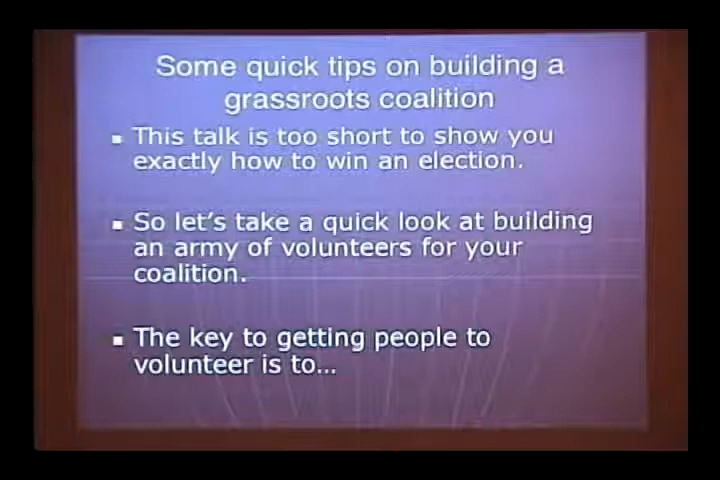 Some quick tips on building a
grassroots coalition
▪ This talk is too short to show you
exactly how to win an election.
▪ So let's take a quick look at building
an army of volunteers for your
coalition.
▪ The key to getting people to
volunteer is to...